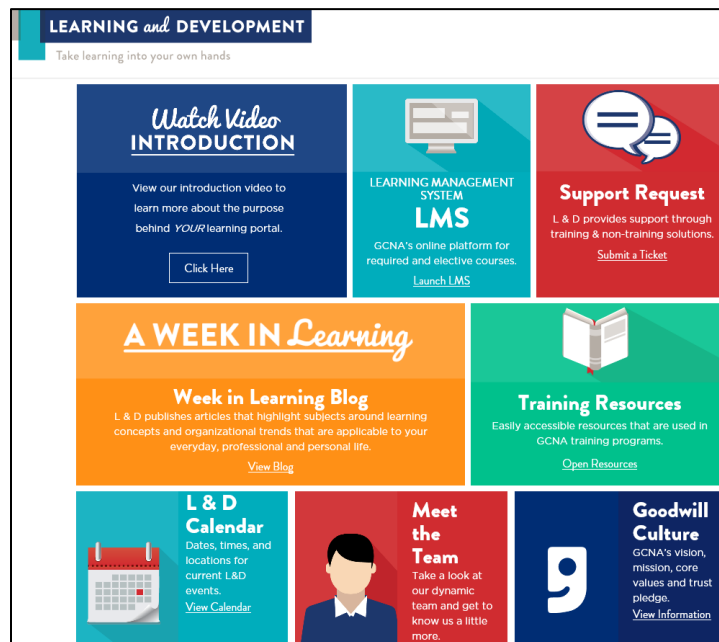 LEARNING and DEVELOPMENT
Take learning into your own hands
Watch Video
INTRODUCTION
View our introduction video to
learn more about the purpose
behind YOUR learning portal.
Click Here
LEARNING MANAGEMENT
SYSTEM
LMS
GCNA's online platform for
required and elective courses.
Launch LMS
Support Request
L & D provides support through
training & non-training solutions.
Submit a Ticket
A WEEK IN Learning
Week in Learning Blog
L & D publishes articles that highlight subjects around learning
concepts and organizational trends that are applicable to your
everyday, professional and personal life.
View Blog
Training Resources
Easily accessible resources that are used in
GCNA training programs.
Open Resources
L & D
Calendar
Dates, times, and
locations for
current L&D
events.
View Calendar
Meet
the
Team
Take a look at
our dynamic
team and get to
know us a little
more.
Goodwill
Culture
GCNA's vision,
mission, core
values and trust
pledge.
View Information